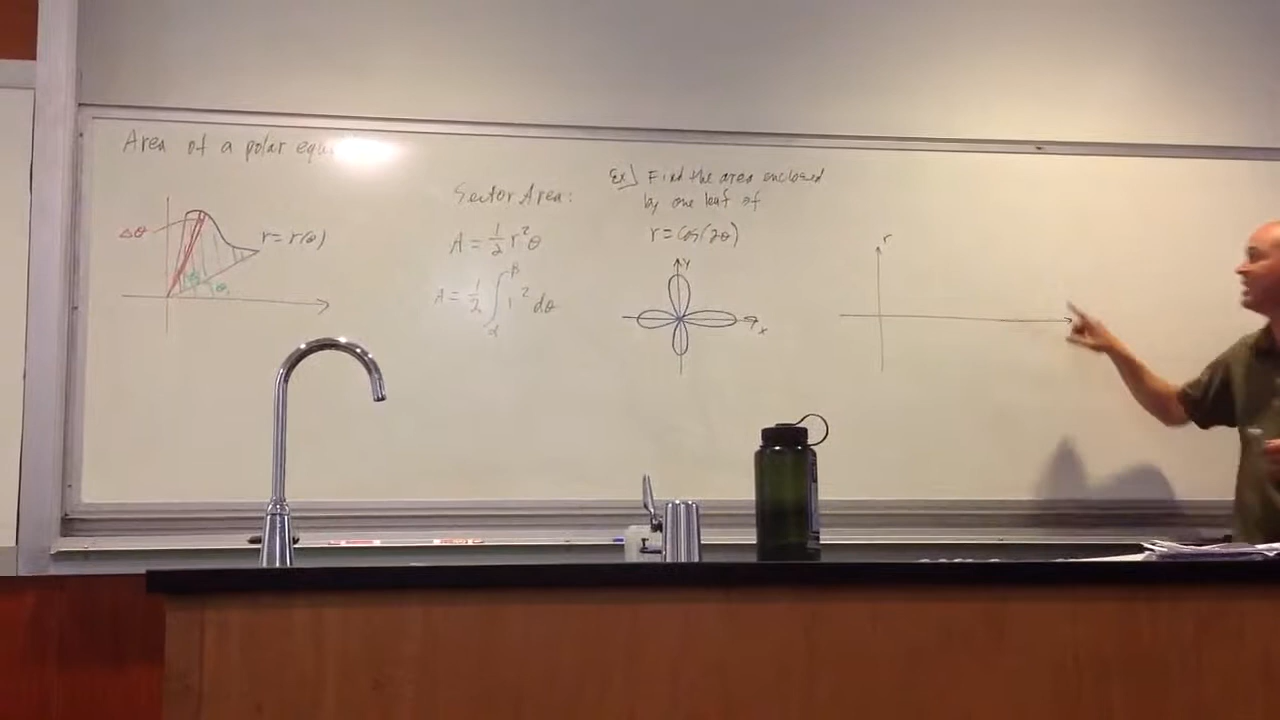 Area of a polar equ
Δθ
r = r(θ)
θ₁
Sector Area:
A = 1/2 r²θ
A = 1/2 ∫ α β r² dθ
Ex) Find the area enclosed
by one leaf of
r = cos(2θ)
y
x
r